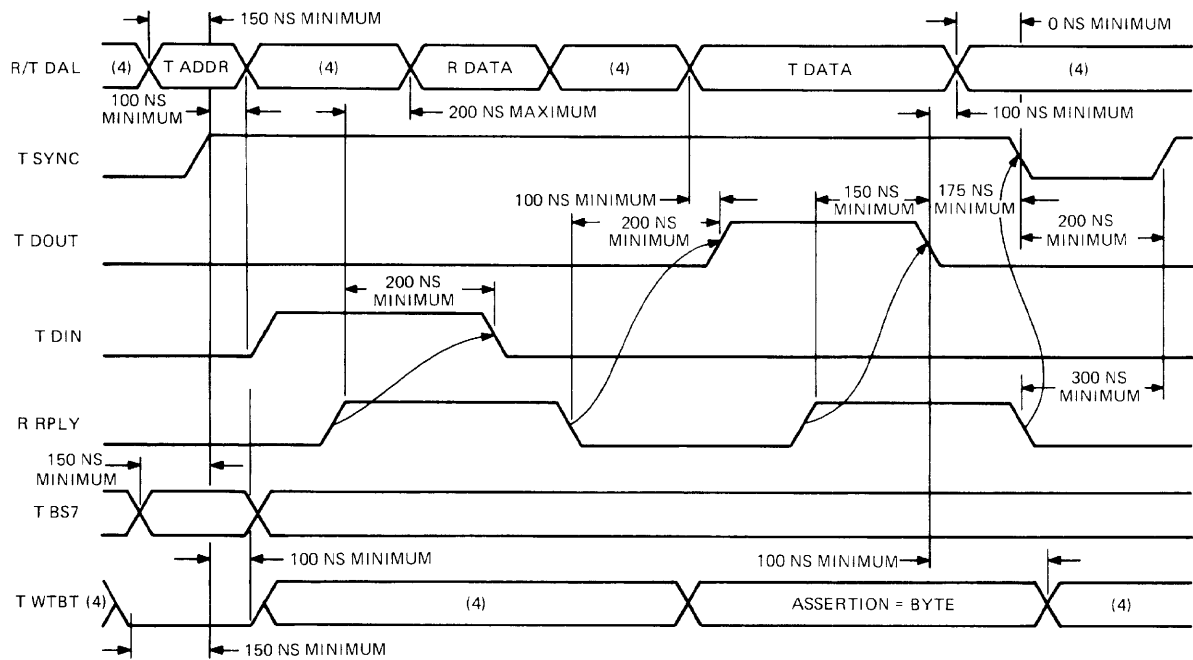 150 NS MINIMUM
0 NS MINIMUM
R/T DAL
(4)
T ADDR
(4)
R DATA
(4)
T DATA
(4)
100 NS
MINIMUM
200 NS MAXIMUM
100 NS MINIMUM
T SYNC
100 NS MINIMUM
150 NS
MINIMUM
175 NS
MINIMUM
200 NS
MINIMUM
200 NS
MINIMUM
T DOUT
200 NS
MINIMUM
T DIN
300 NS
MINIMUM
R RPLY
150 NS
MINIMUM
T BS7
100 NS MINIMUM
100 NS MINIMUM
T WTBT (4)
(4)
ASSERTION = BYTE
(4)
150 NS MINIMUM